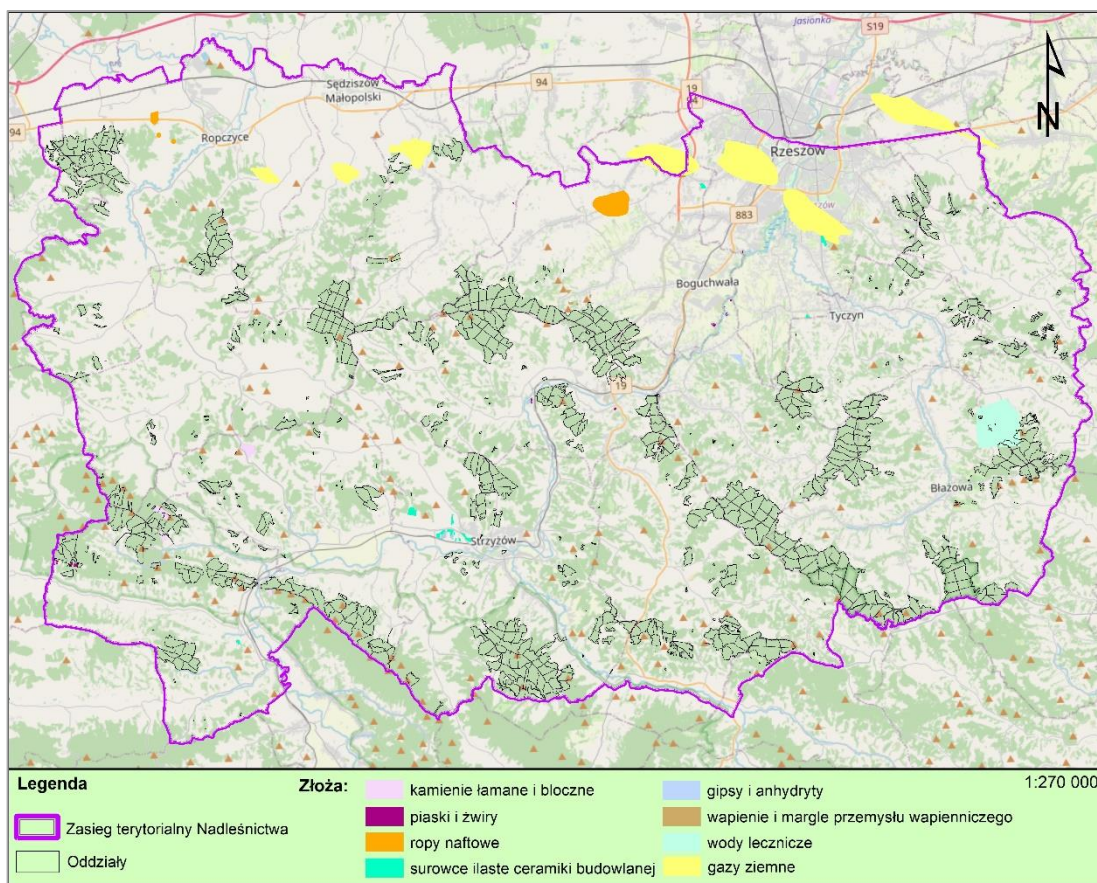 Jasionka
S19
N
Sędziszów
Małopolski
94
19
94
94
Ropczyce
Rzeszów
883
Boguchwała
Tyczyn
19
Błażowa
Strzyżów
Legenda
Zasięg terytorialny Nadleśnictwa
Oddziały
Złoża:
kamienie łamane i bloczne
piaski i żwiry
ropy naftowe
surowce ilaste ceramiki budowlanej
gipsy i anhydryty
wapienie i margle przemysłu wapienniczego
wody lecznicze
gazy ziemne
1:270 000